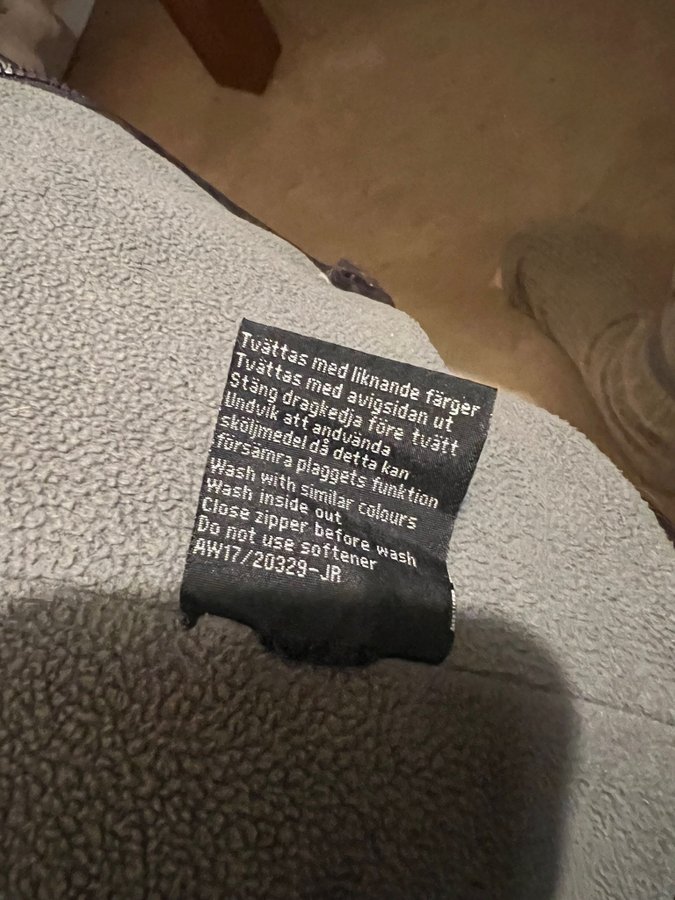 Tvättas med liknande färger
Tvättas med avigsidan ut
Stäng dragkedja före tvätt
Undvik att andvända
sköljmedel då detta kan
försämra plaggets funktion
Wash with similar colours
Wash inside out
Close zipper before wash
Do not use softener
AW17/20329-JR